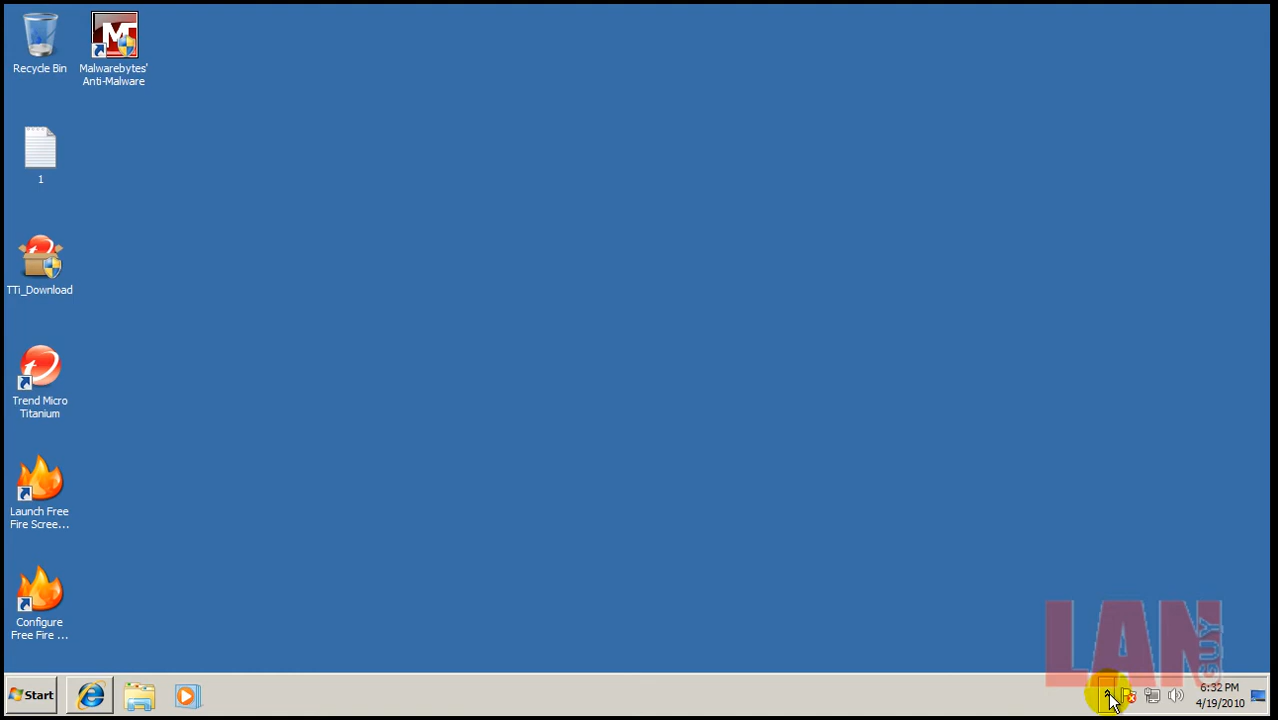 Recycle Bin
Malwarebytes'
Anti-Malware
1
TTi_Download
Trend Micro
Titanium
Launch Free
Fire Scree...
Configure
Free Fire ...
LAN
GUY
Start
6:32 PM
4/19/2010